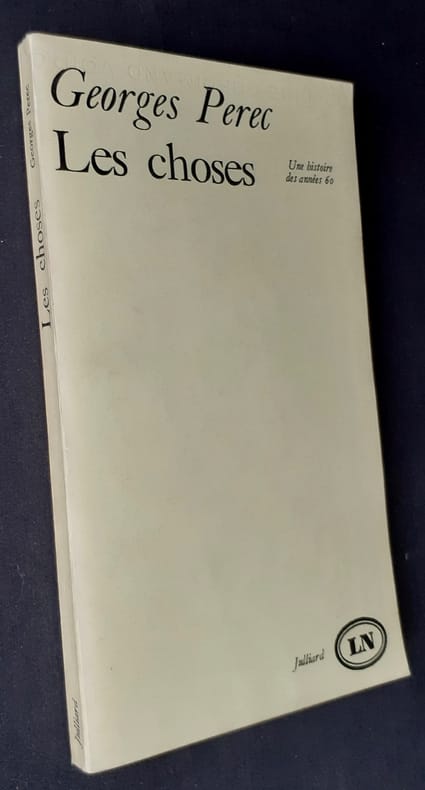 Georges Perec
Les choses
Une histoire
des années 60
Julliard
LN
Georges Perec
Les choses
Julliard